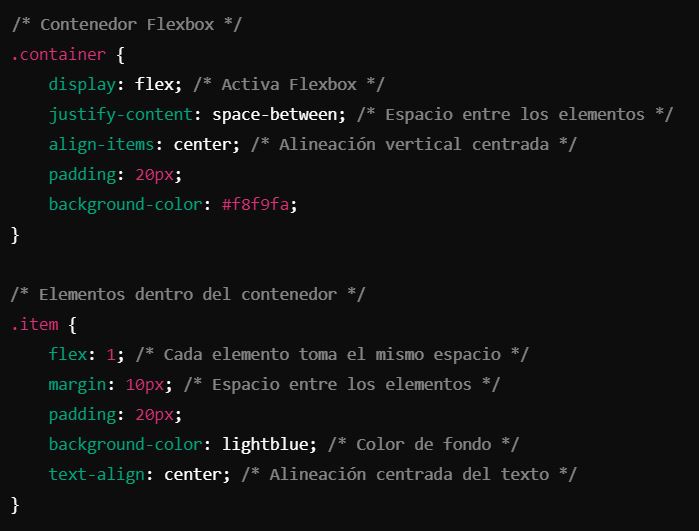 /* Contenedor Flexbox */
.container {
    display: flex; /* Activa Flexbox */
    justify-content: space-between; /* Espacio entre los elementos */
    align-items: center; /* Alineación vertical centrada */
    padding: 20px;
    background-color: #f8f9fa;
}

/* Elementos dentro del contenedor */
.item {
    flex: 1; /* Cada elemento toma el mismo espacio */
    margin: 10px; /* Espacio entre los elementos */
    padding: 20px;
    background-color: lightblue; /* Color de fondo */
    text-align: center; /* Alineación centrada del texto */
}